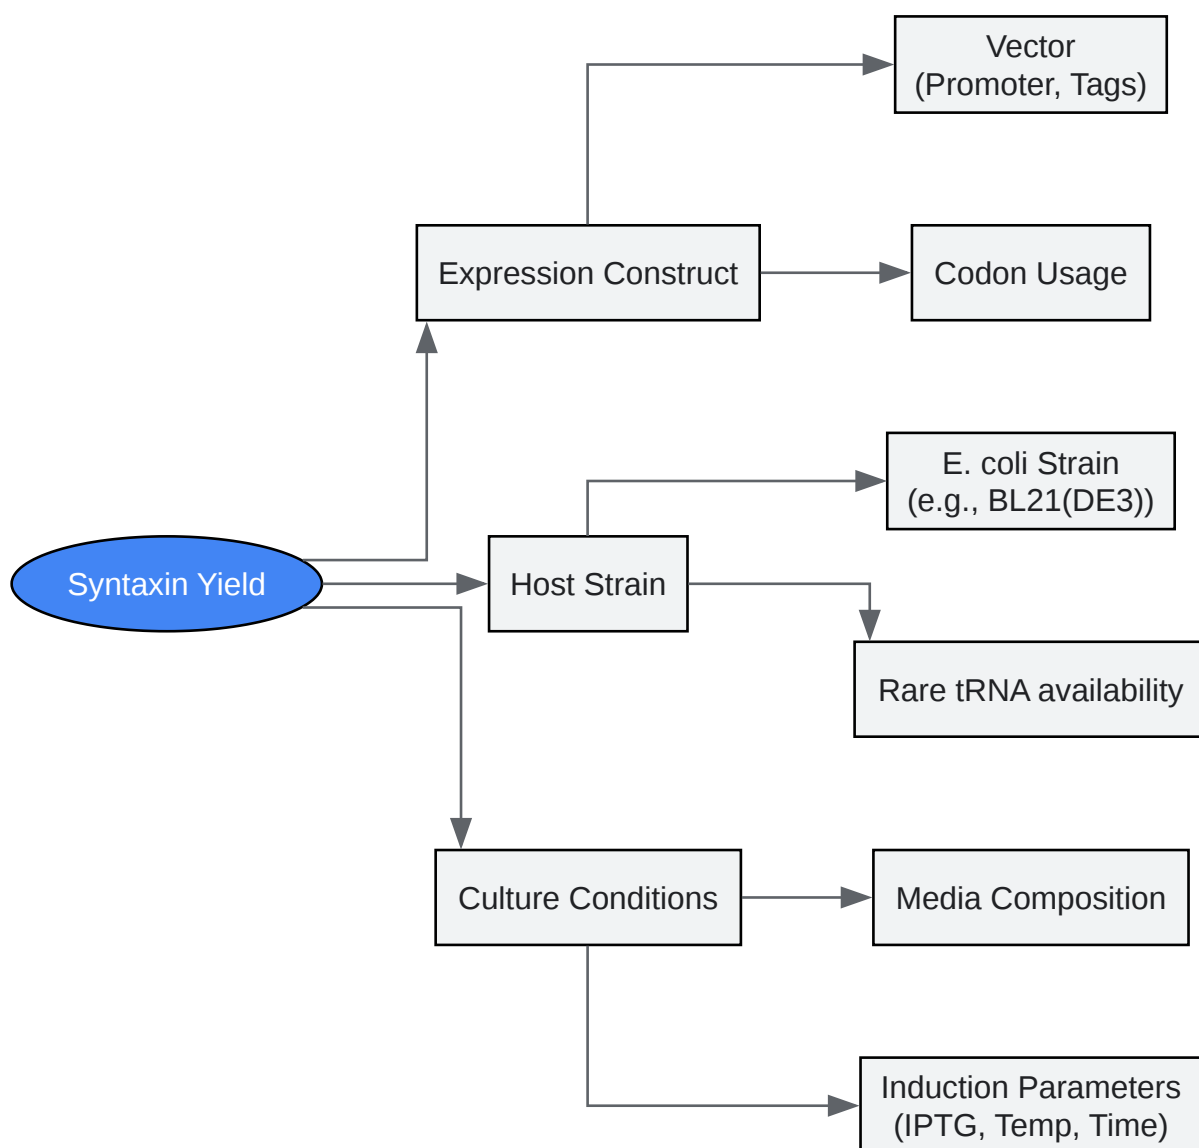 Vector
(Promoter, Tags)
Expression Construct
Codon Usage
E. coli Strain
(e.g., BL21(DE3))
Syntaxin Yield
Host Strain
Rare tRNA availability
Culture Conditions
Media Composition
Induction Parameters
(IPTG, Temp, Time)